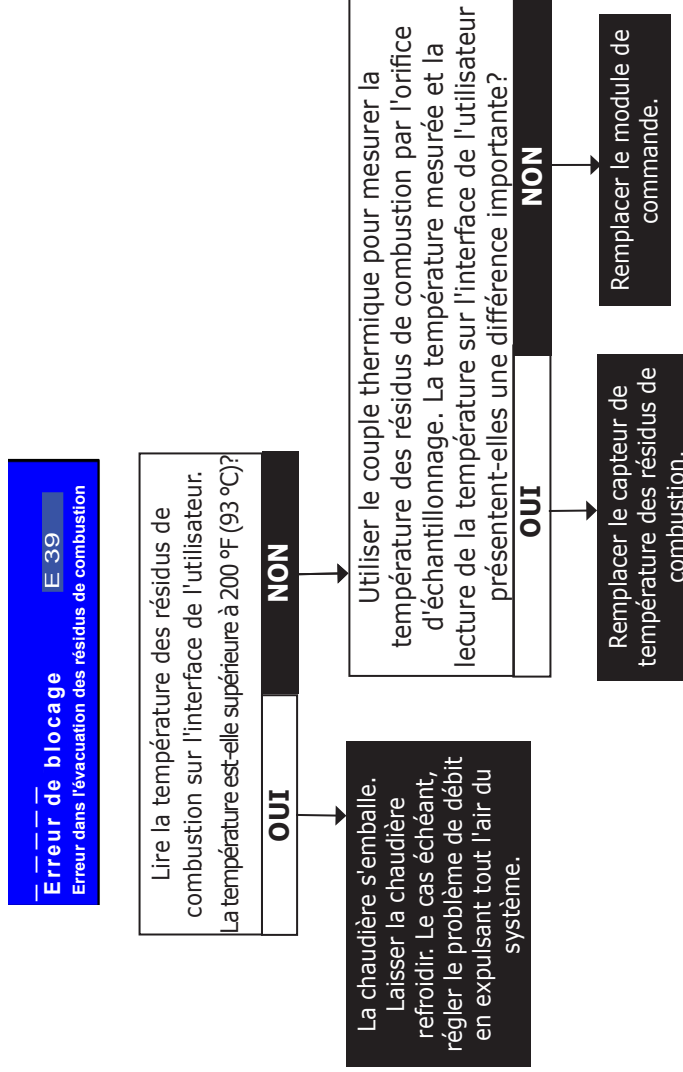 _ _ _ _ _
Erreur de blocage E 39
Erreur dans l'évacuation des résidus de combustion
Lire la température des résidus de
combustion sur l'interface de l'utilisateur.
La température est-elle supérieure à 200 °F (93 °C)?
OUI
NON
La chaudière s'emballe.
Laisser la chaudière
refroidir. Le cas échéant,
régler le problème de débit
en expulsant tout l'air du
système.
Utiliser le couple thermique pour mesurer la
température des résidus de combustion par l'orifice
d'échantillonnage. La température mesurée et la
lecture de la température sur l'interface de l'utilisateur
présentent-elles une différence importante?
OUI
NON
Remplacer le capteur de
température des résidus de
combustion.
Remplacer le module de
commande.